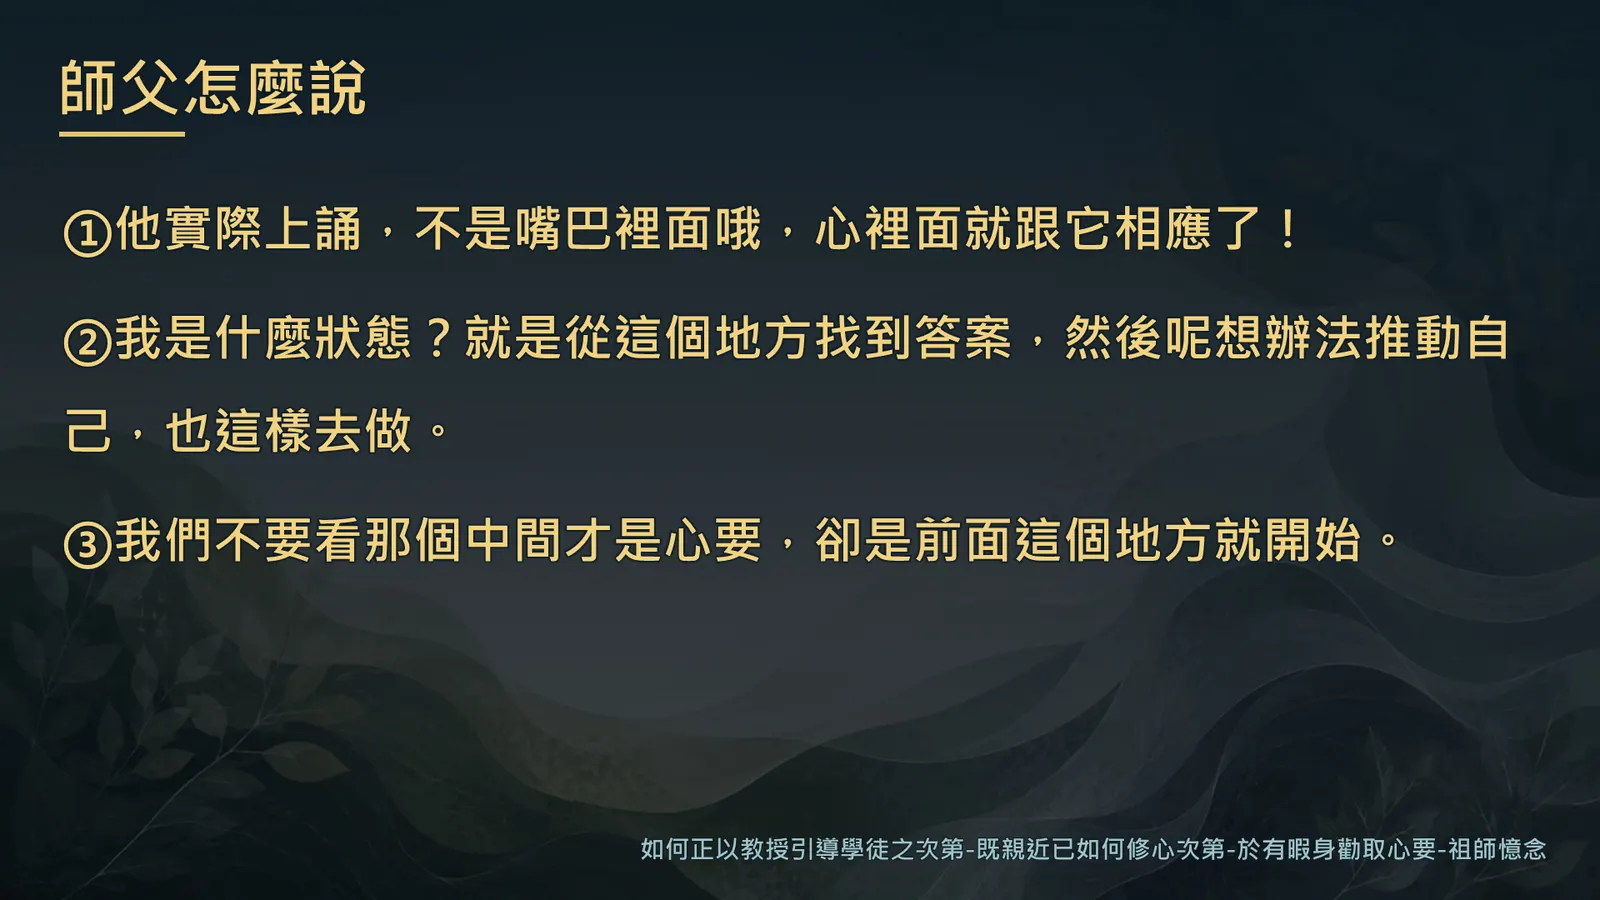 師父怎麼說
①他實際上誦，不是嘴巴裡面哦，心裡面就跟它相應了！
②我是什麼狀態？就是從這個地方找到答案，然後呢想辦法推動自
己，也這樣去做。
③我們不要看那個中間才是心要，卻是前面這個地方就開始。
如何正以教授引導學徒之次第-既親近已如何修心次第-於有暇身勸取心要-祖師憶念